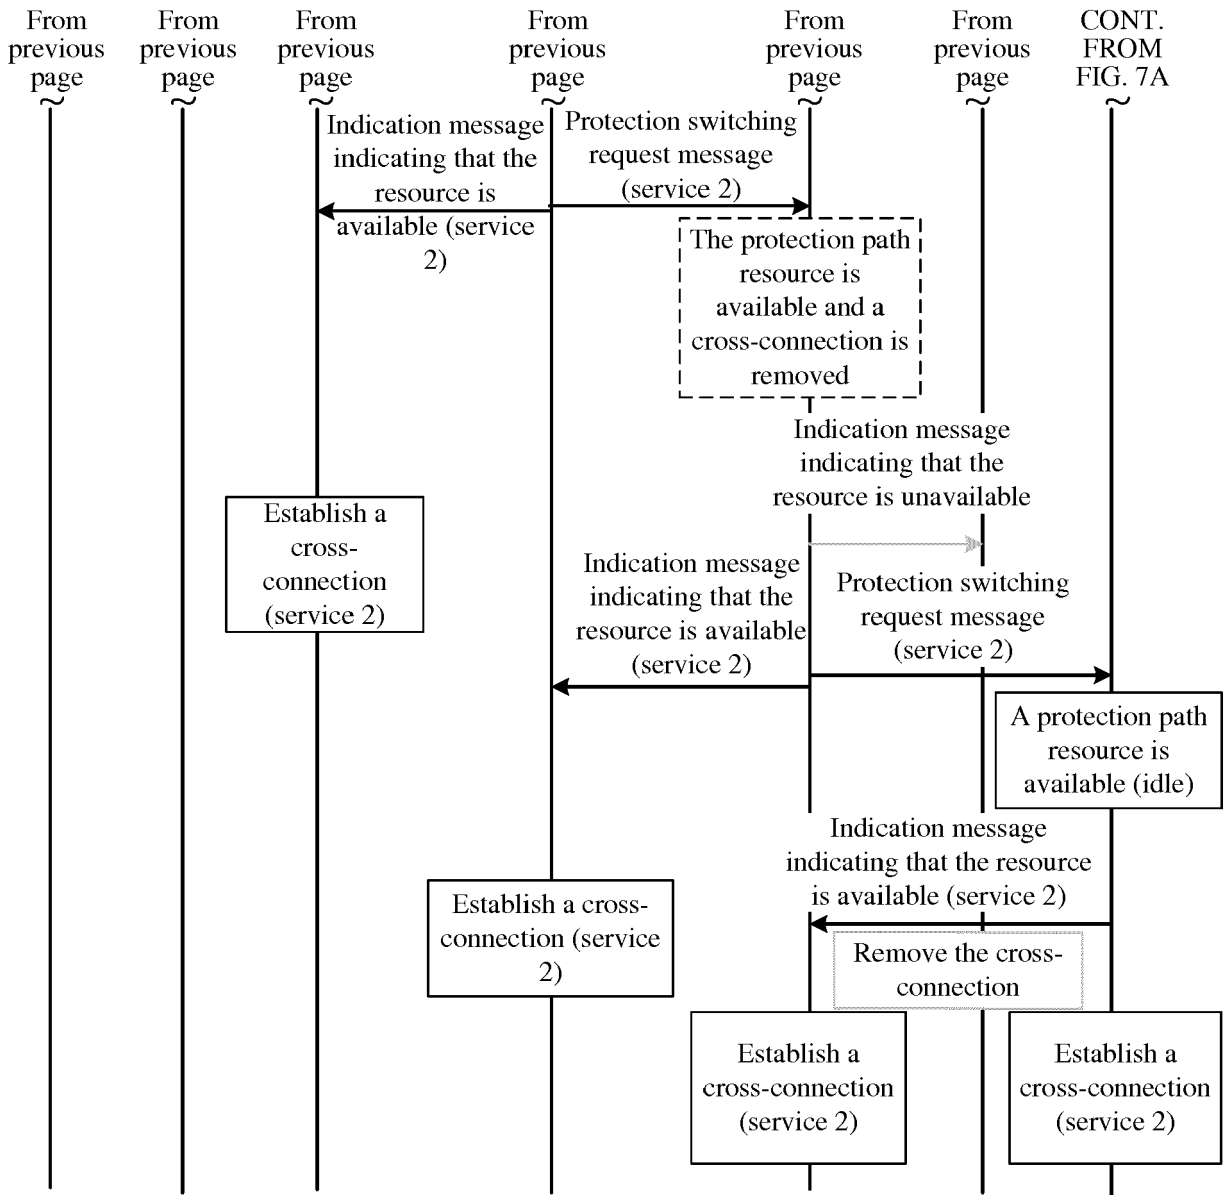 From
previous
page
From
previous
page
From
previous
page
From
previous
page
From
previous
page
From
previous
page
CONT.
FROM
FIG. 7A
Indication message
indicating that the
resource is
available (service
2)
Protection switching
request message
(service 2)
The protection path
resource is
available and a
cross-connection is
removed
Indication message
indicating that the
resource is unavailable
Establish a
cross-
connection
(service 2)
Indication message
indicating that the
resource is available
(service 2)
Protection switching
request message
(service 2)
A protection path
resource is
available (idle)
Indication message
indicating that the resource
is available (service 2)
Establish a cross-
connection (service
2)
Remove the cross-
connection
Establish a
cross-connection
(service 2)
Establish a
cross-connection
(service 2)